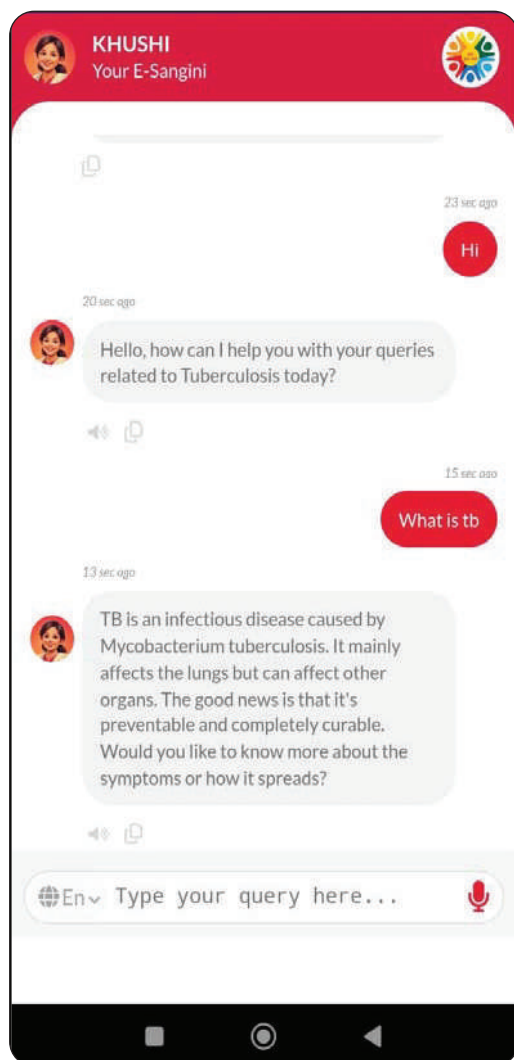 KHUSHI
Your E-Sangini
23 sec ago
Hi
20 sec ago
Hello, how can I help you with your queries
related to Tuberculosis today?
15 sec ago
What is tb
13 sec ago
TB is an infectious disease caused by
Mycobacterium tuberculosis. It mainly
affects the lungs but can affect other
organs. The good news is that it's
preventable and completely curable.
Would you like to know more about the
symptoms or how it spreads?
En
Type your query here...